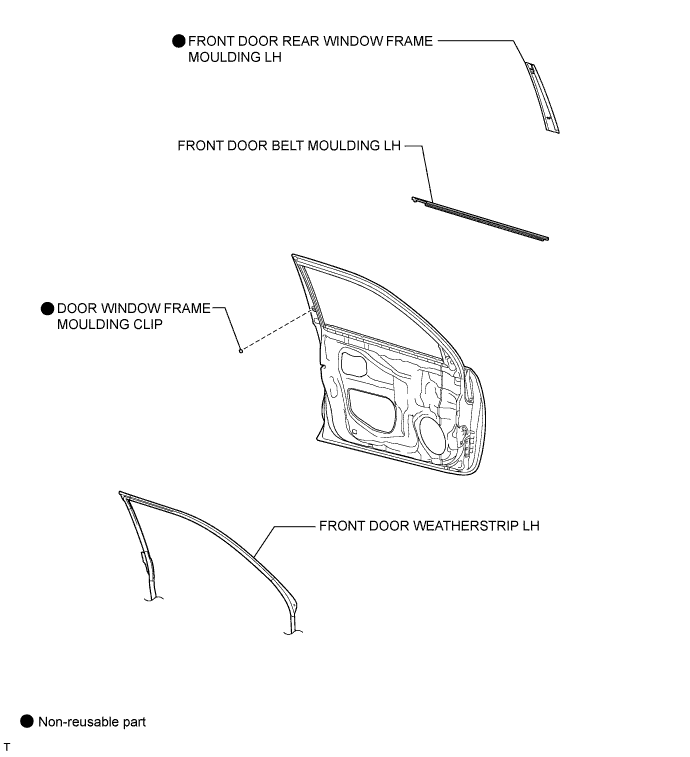 FRONT DOOR REAR WINDOW FRAME
MOULDING LH
FRONT DOOR BELT MOULDING LH
DOOR WINDOW FRAME
MOULDING CLIP
FRONT DOOR WEATHERSTRIP LH
Non-reusable part
T